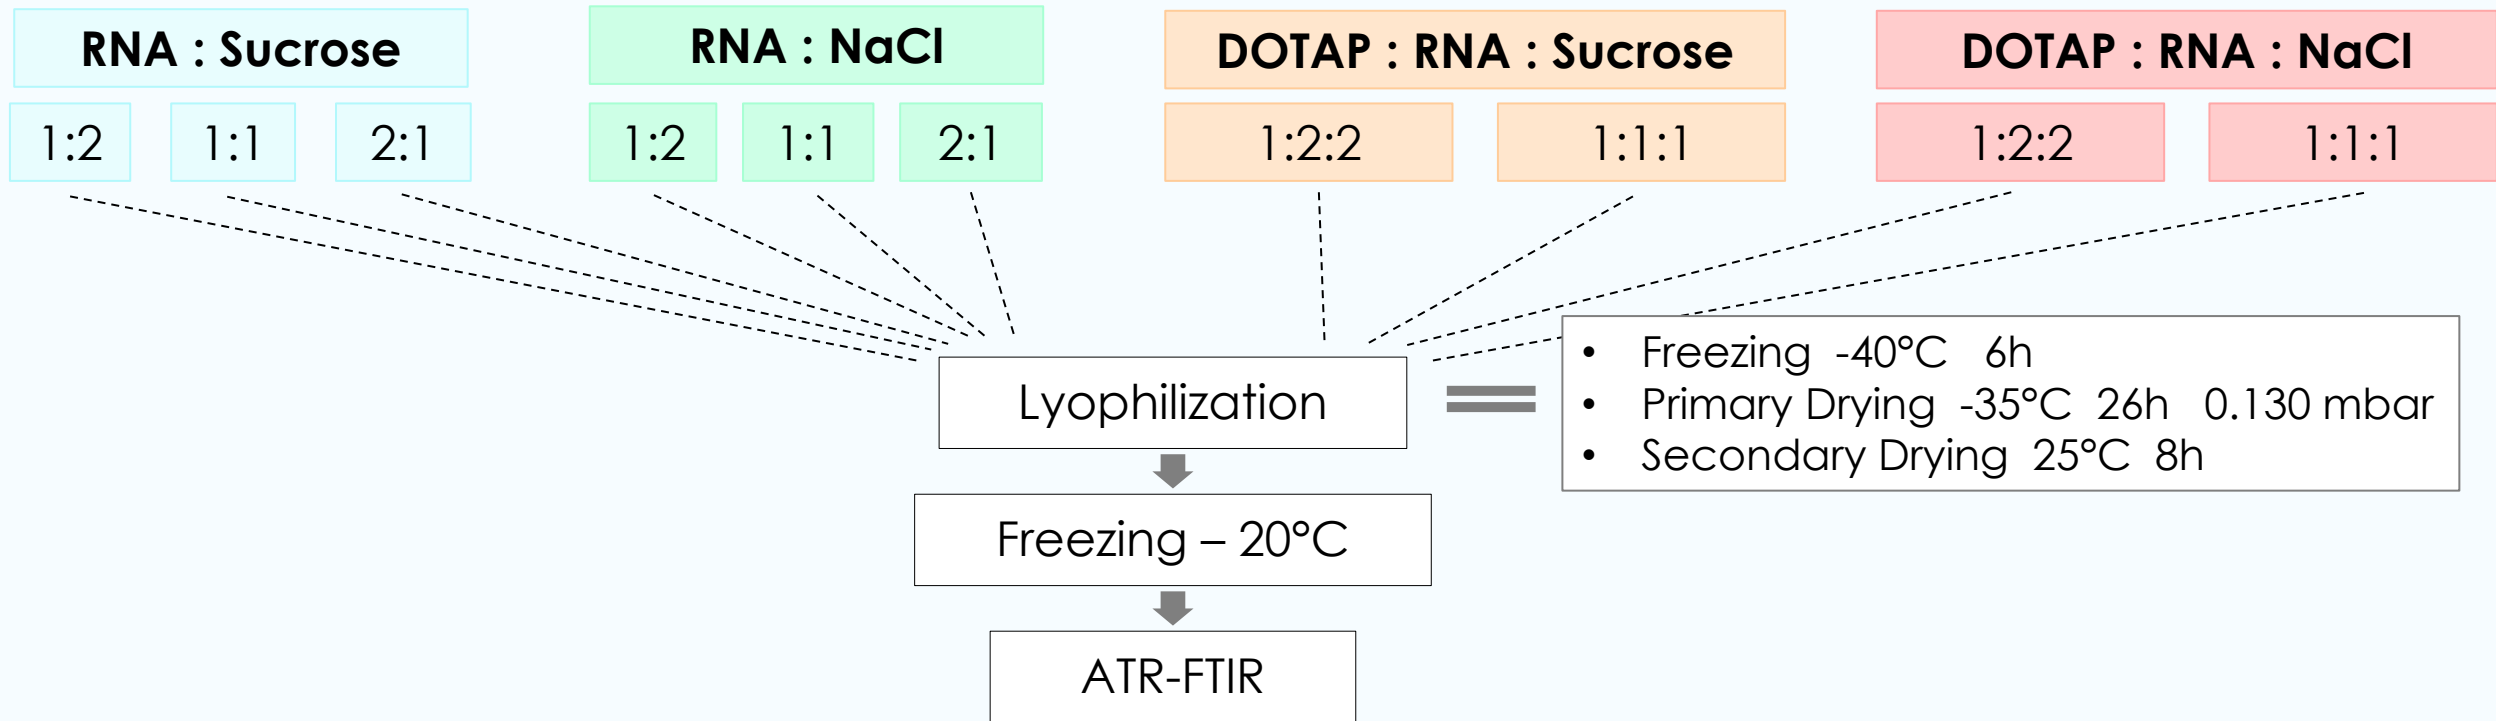 RNA : Sucrose
RNA : NaCl
DOTAP : RNA : Sucrose
DOTAP : RNA : NaCl
1:2
1:1
2:1
1:2
1:1
2:1
1:2:2
1:1:1
1:2:2
1:1:1
Lyophilization
• Freezing -40°C 6h
• Primary Drying -35°C 26h 0.130 mbar
• Secondary Drying 25°C 8h
Freezing – 20°C
ATR-FTIR